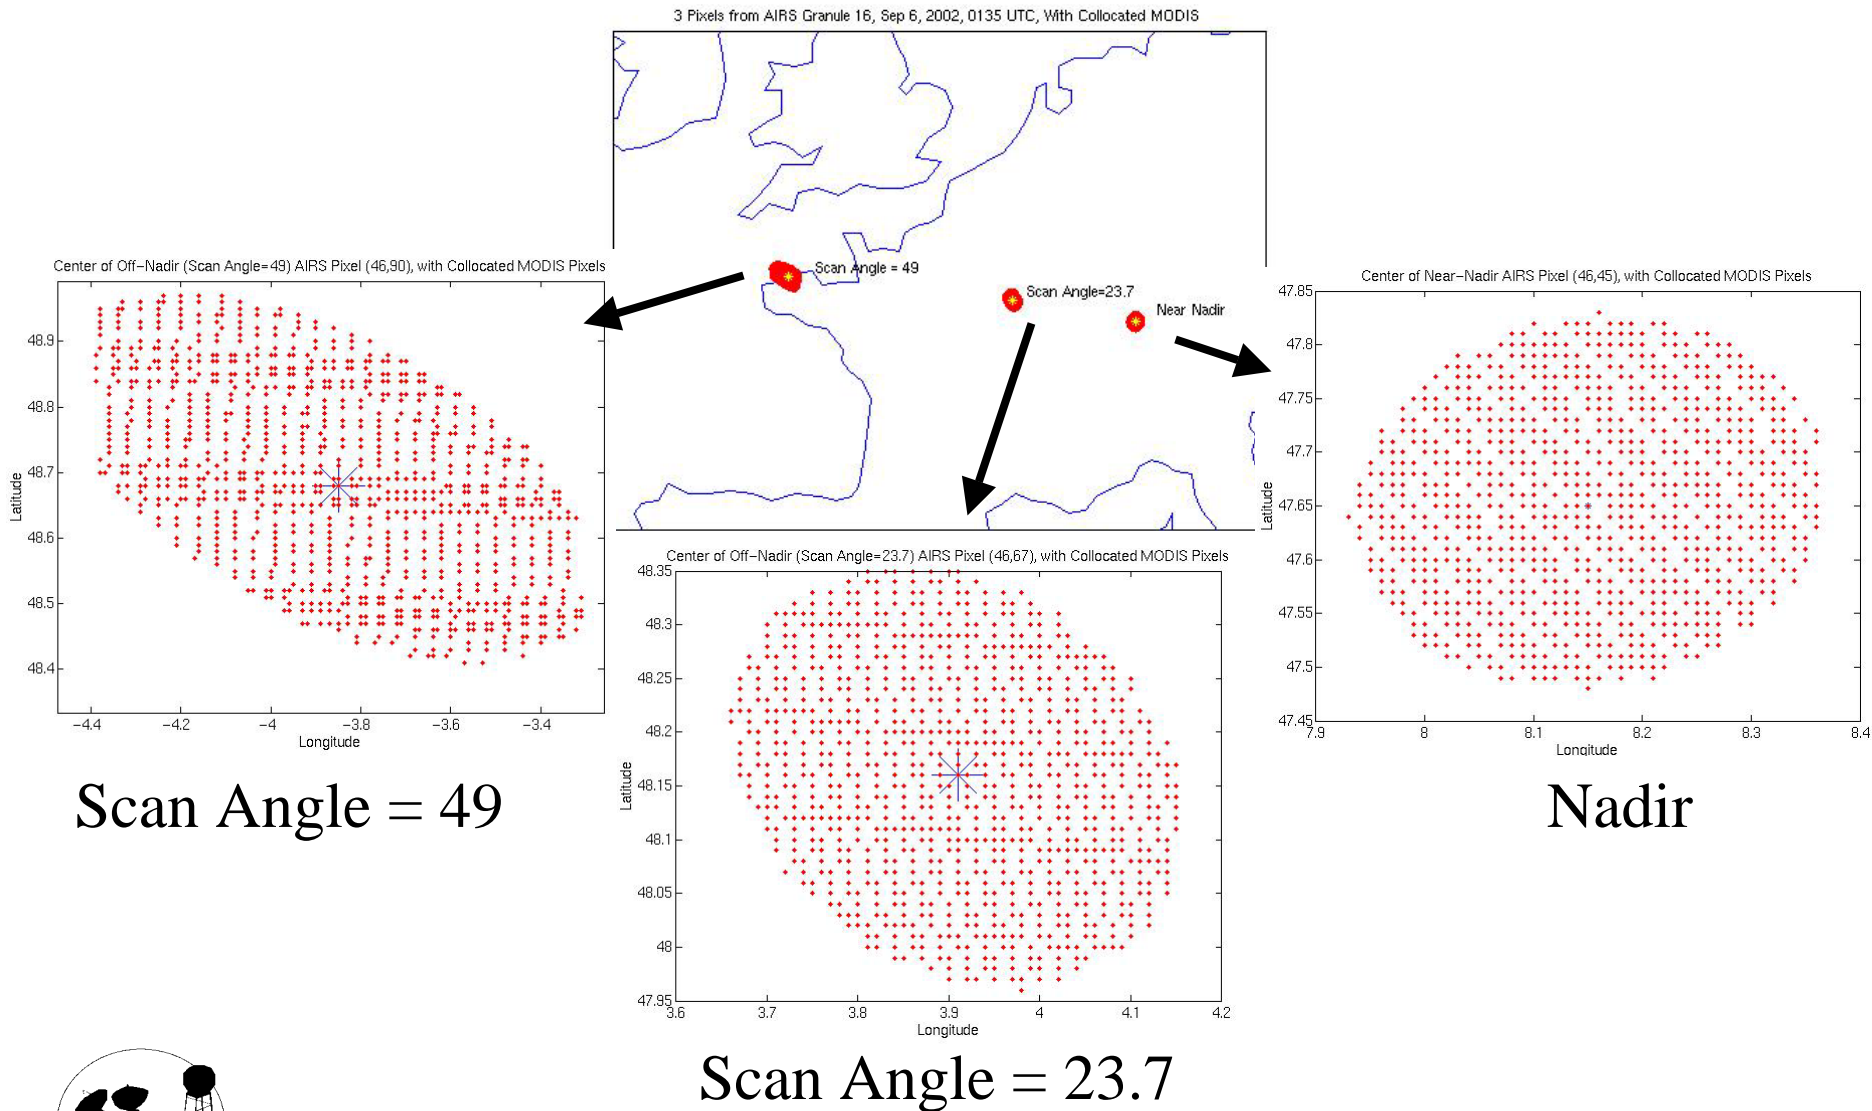 3 Pixels from AIRS Granule 16, Sep 6, 2002, 0135 UTC, With Collocated MODIS
Scan Angle = 49
Scan Angle=23.7
Near Nadir
Center of Off-Nadir (Scan Angle=49) AIRS Pixel (46,90), with Collocated MODIS Pixels
48.9
48.8
48.7
48.6
48.5
48.4
Latitude
-4.4 -4.2 -4 -3.8 -3.6 -3.4
Longitude
Scan Angle = 49
Center of Off-Nadir (Scan Angle=23.7) AIRS Pixel (46,67), with Collocated MODIS Pixels
48.35
48.3
48.25
48.2
48.15
48.1
48.05
48
47.95
Latitude
3.6 3.7 3.8 3.9 4 4.1 4.2
Longitude
Scan Angle = 23.7
Center of Near-Nadir AIRS Pixel (46,45), with Collocated MODIS Pixels
47.85
47.8
47.75
47.7
47.65
47.6
47.55
47.5
47.45
Latitude
7.9 8 8.1 8.2 8.3 8.4
Longitude
Nadir